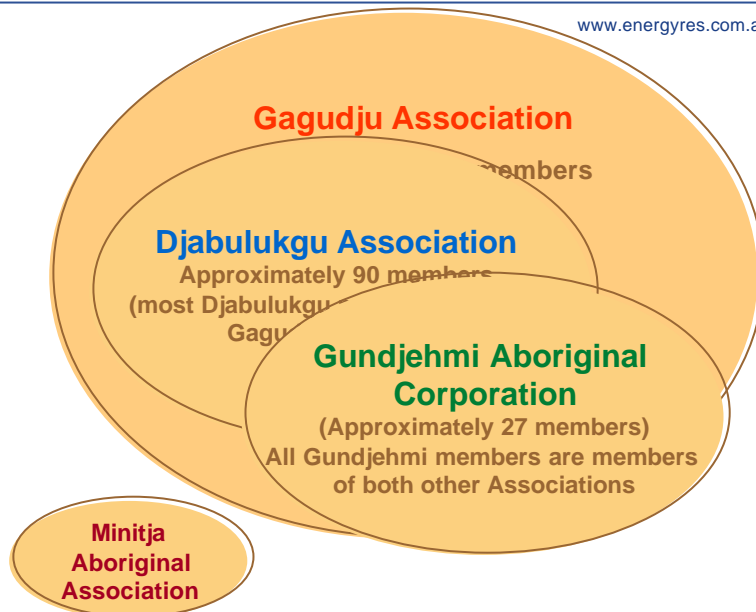 www.energyres.com.a
Gagudju Association
members
Djabulukgu Association
Approximately 90 members
(most Djabulukgu
Gundjehmi Aboriginal
Corporation
(Approximately 27 members)
All Gundjehmi members are members
of both other Associations
Minitja
Aboriginal
Association